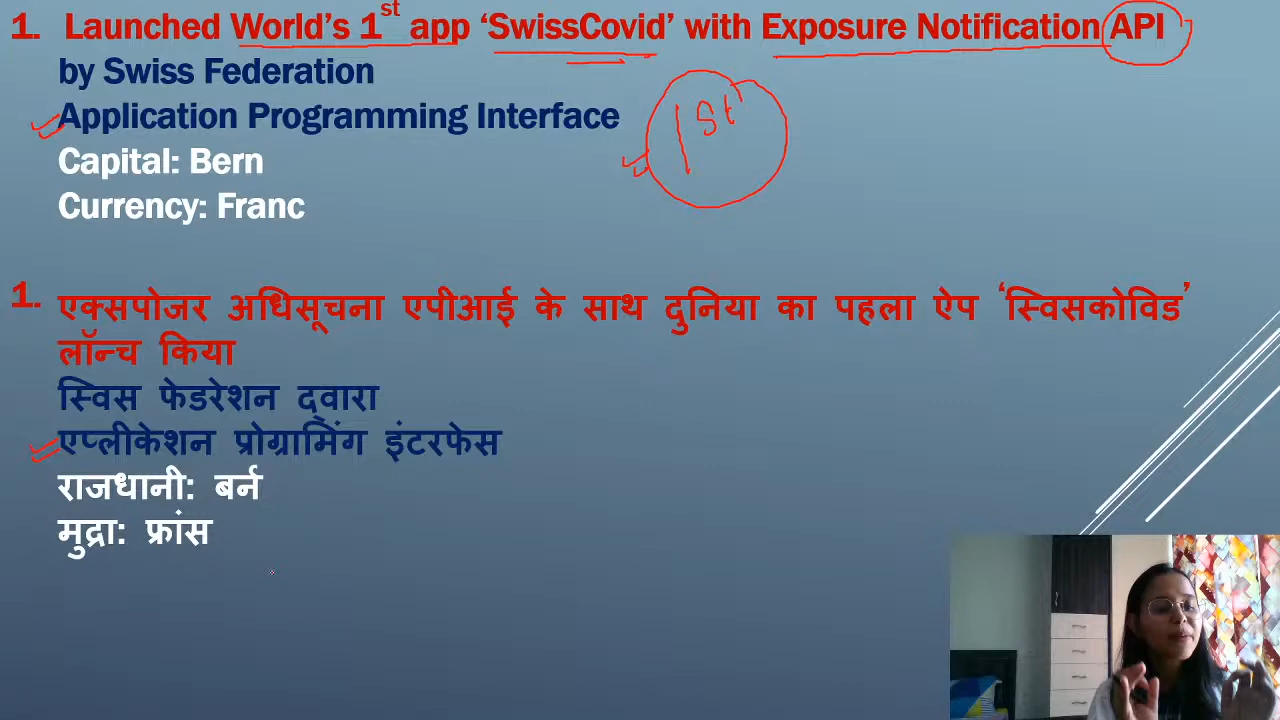 1. Launched World's 1st app ‘SwissCovid’ with Exposure Notification API
by Swiss Federation
Application Programming Interface
Capital: Bern
Currency: Franc
1st
1. एक्सपोजर अधिसूचना एपीआई के साथ दुनिया का पहला ऐप ‘स्विसकोविड’
लॉन्च किया
स्विस फेडरेशन द्वारा
एप्लीकेशन प्रोग्रामिंग इंटरफेस
राजधानी: बर्न
मुद्रा: फ्रांस